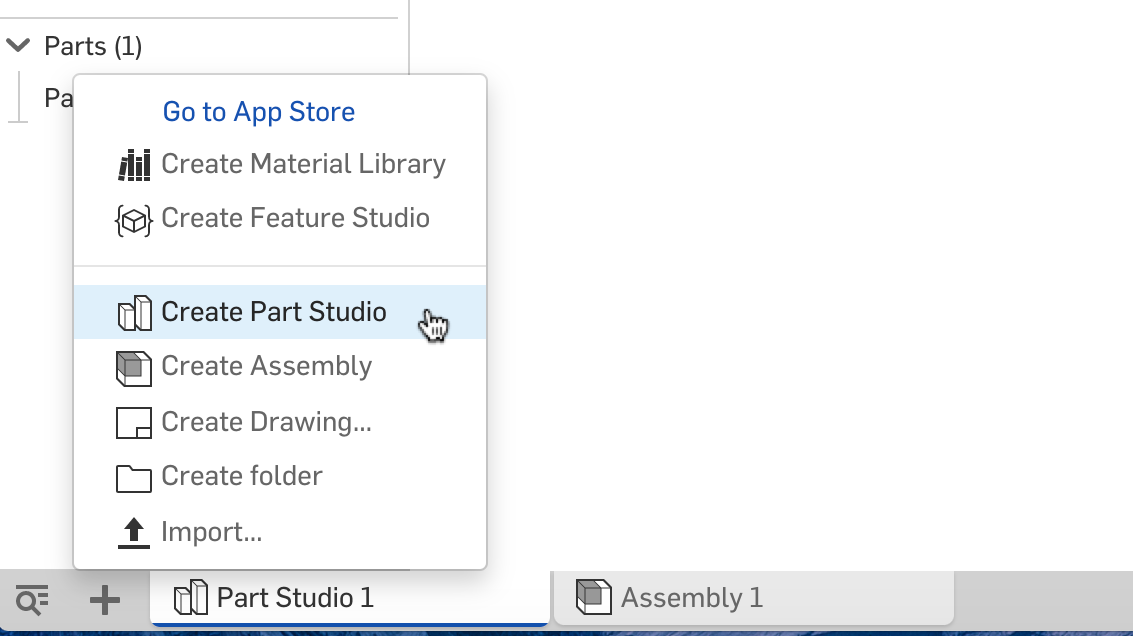 Parts (1)
Pa
Go to App Store
Create Material Library
Create Feature Studio
Create Part Studio
Create Assembly
Create Drawing...
Create folder
Import...
Part Studio 1
Assembly 1